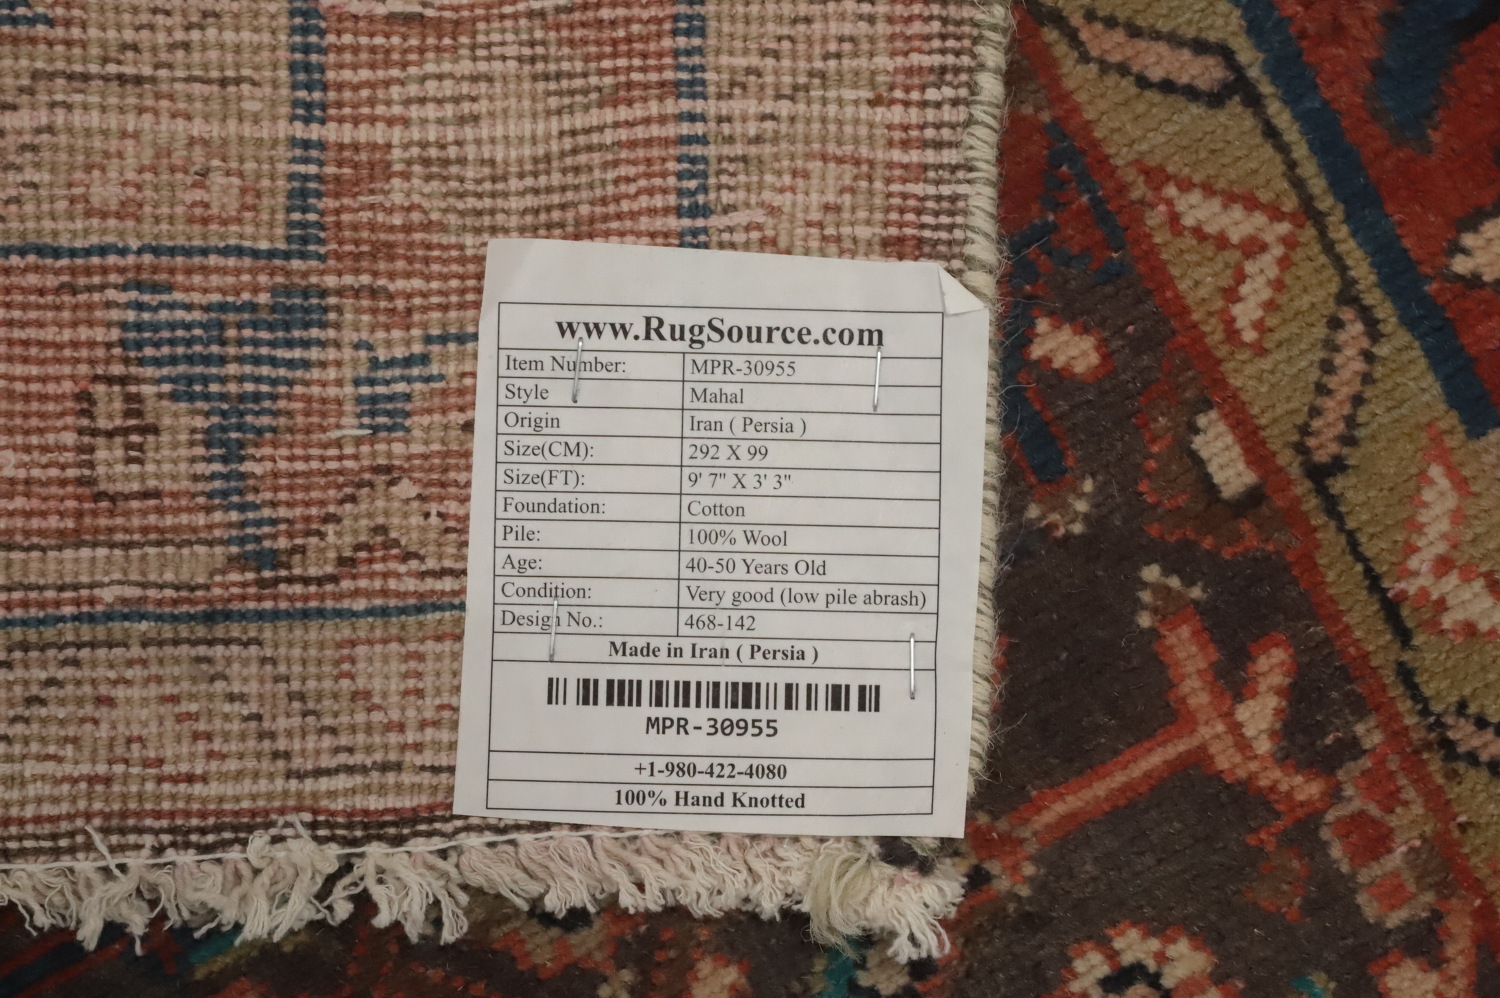 www.RugSource.com
Item Number: MPR-30955
Style Mahal
Origin Iran ( Persia )
Size(CM): 292 X 99
Size(FT): 9' 7" X 3' 3"
Foundation: Cotton
Pile: 100% Wool
Age: 40-50 Years Old
Condition: Very good (low pile abrash)
Design No.: 468-142
Made in Iran ( Persia )
MPR-30955
+1-980-422-4080
100% Hand Knotted